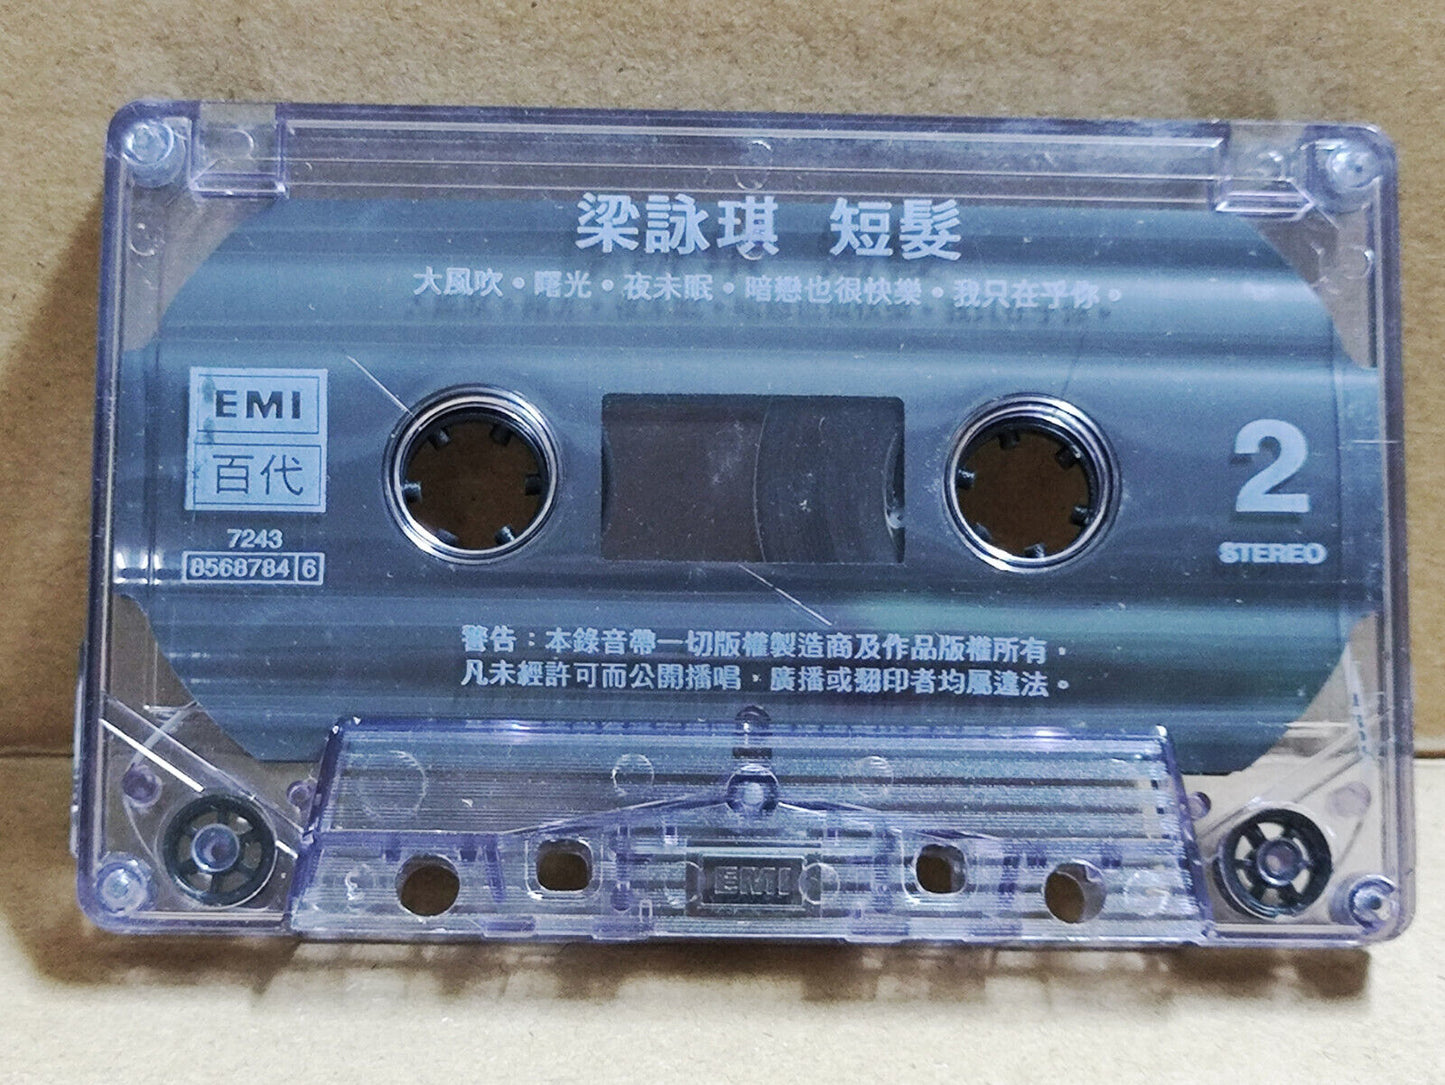 梁詠琪 短髮
大風吹•曙光•夜未眠•暗戀也很快樂•我只在乎你。
EMI
百代
7243
8568784 6
2
STEREO
警告：本錄音帶一切版權製造商及作品版權所有，
凡未經許可而公開播唱，廣播或翻印者均屬違法。
EMI